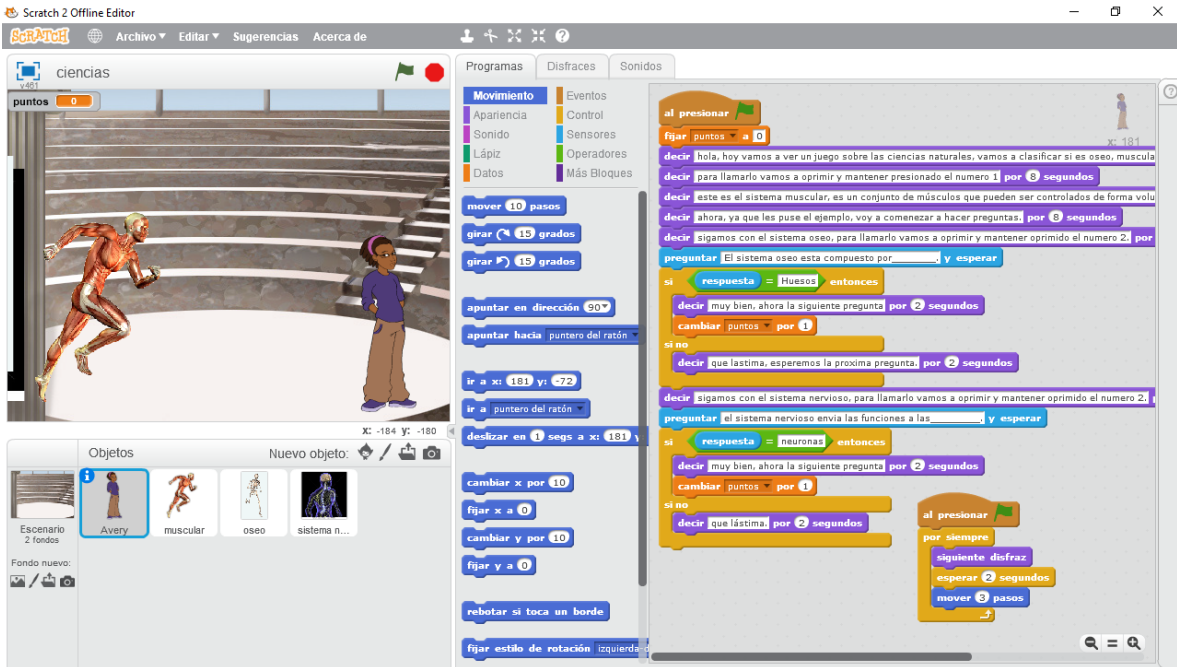 Scratch 2 Offline Editor
SCRATCH Archivo Editar Sugerencias Acerca de
ciencias
v461
puntos 0
x: -184 y: -180
Objetos
Nuevo objeto:
Escenario
2 fondos
Fondo nuevo:
Avery
muscular
oseo
sistema n...
Programas Disfraces Sonidos
Movimiento Eventos
Apariencia Control
Sonido Sensores
Lápiz Operadores
Datos Más Bloques
mover 10 pasos
girar 15 grados
girar 15 grados
apuntar en dirección 90
apuntar hacia puntero del ratón
ir a x: 181 y: -72
ir a puntero del ratón
deslizar en 1 segs a x: 181 y
cambiar x por 10
fijar x a 0
cambiar y por 10
fijar y a 0
rebotar si toca un borde
fijar estilo de rotación izquierda-d
x: 181
al presionar
fijar puntos a 0
decir hola, hoy vamos a ver un juego sobre las ciencias naturales, vamos a clasificar si es oseo, muscula
decir para llamarlo vamos a oprimir y mantener presionado el numero 1 por 8 segundos
decir este es el sistema muscular, es un conjunto de músculos que pueden ser controlados de forma volu
decir ahora, ya que les puse el ejemplo, voy a comenezar a hacer preguntas. por 8 segundos
decir sigamos con el sistema oseo, para llamarlo vamos a oprimir y mantener oprimido el numero 2. por
preguntar El sistema oseo esta compuesto por________. y esperar
si respuesta = Huesos entonces
decir muy bien, ahora la siguiente pregunta por 2 segundos
cambiar puntos por 1
si no
decir que lastima, esperemos la proxima pregunta. por 2 segundos
decir sigamos con el sistema nervioso, para llamarlo vamos a oprimir y mantener oprimido el numero 2.
preguntar el sistema nervioso envia las funciones a las_________. y esperar
si respuesta = neuronas entonces
decir muy bien, ahora la siguiente pregunta por 2 segundos
cambiar puntos por 1
si no
decir que lástima. por 2 segundos
al presionar
por siempre
siguiente disfraz
esperar 2 segundos
mover 3 pasos